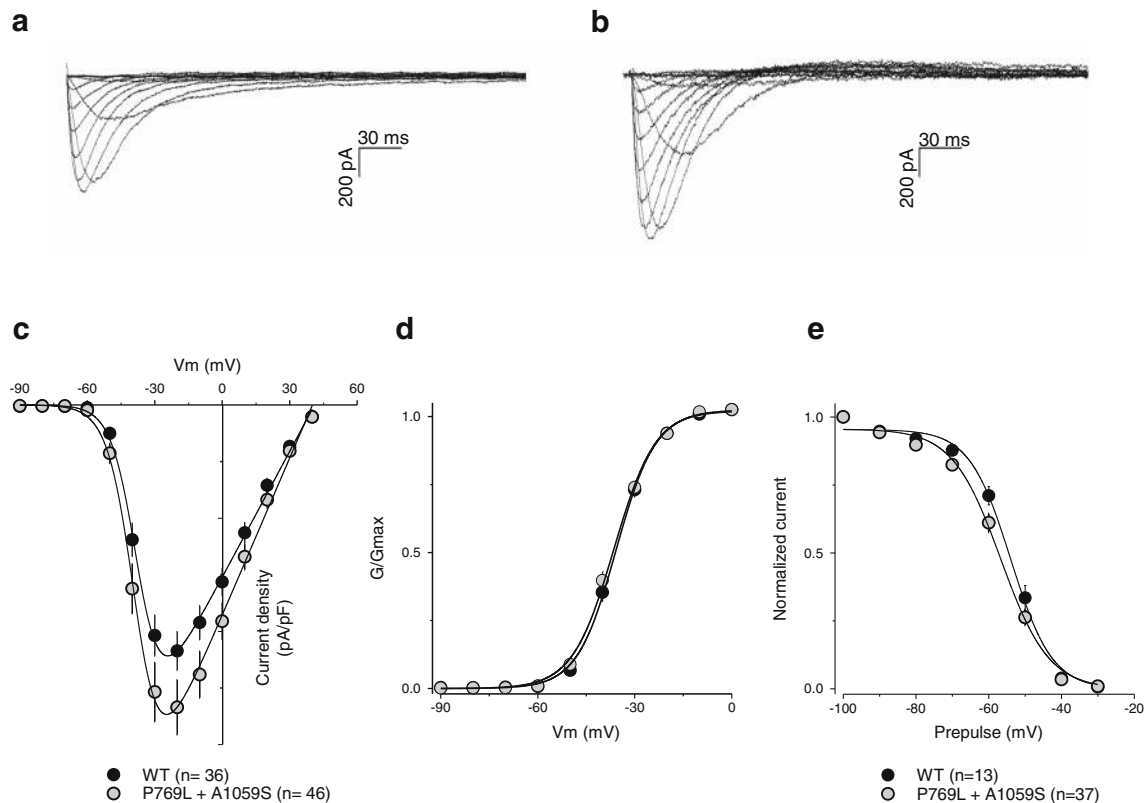 a
b
30 ms
200 pA
30 ms
200 pA
c
Vm (mV)
-90 -60 -30 0 30 60
Current density
(pA/pF)
WT (n= 36)
P769L + A1059S (n= 46)
d
G/Gmax
1.0
0.5
0.0
-90 -60 -30 0
Vm (mV)
e
Normalized current
1.0
0.5
0.0
-100 -80 -60 -40 -20
Prepulse (mV)
WT (n=13)
P769L + A1059S (n=37)